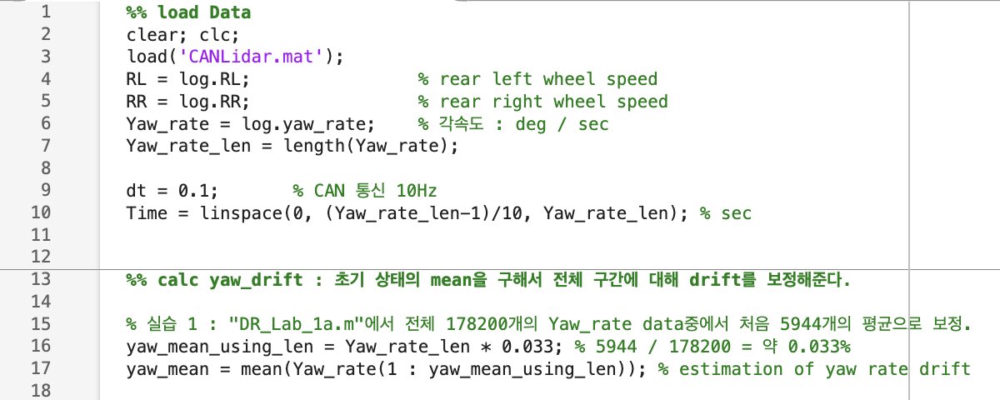 1 %% load Data
2 clear; clc;
3 load('CANLidar.mat');
4 RL = log.RL; % rear left wheel speed
5 RR = log.RR; % rear right wheel speed
6 Yaw_rate = log.yaw_rate; % 각속도 : deg / sec
7 Yaw_rate_len = length(Yaw_rate);
8
9 dt = 0.1; % CAN 통신 10Hz
10 Time = linspace(0, (Yaw_rate_len-1)/10, Yaw_rate_len); % sec
11
12
13 %% calc yaw_drift : 초기 상태의 mean을 구해서 전체 구간에 대해 drift를 보정해준다.
14
15 % 실습 1 : "DR_Lab_1a.m"에서 전체 178200개의 Yaw_rate data중에서 처음 5944개의 평균으로 보정.
16 yaw_mean_using_len = Yaw_rate_len * 0.033; % 5944 / 178200 = 약 0.033%
17 yaw_mean = mean(Yaw_rate(1 : yaw_mean_using_len)); % estimation of yaw rate drift
18